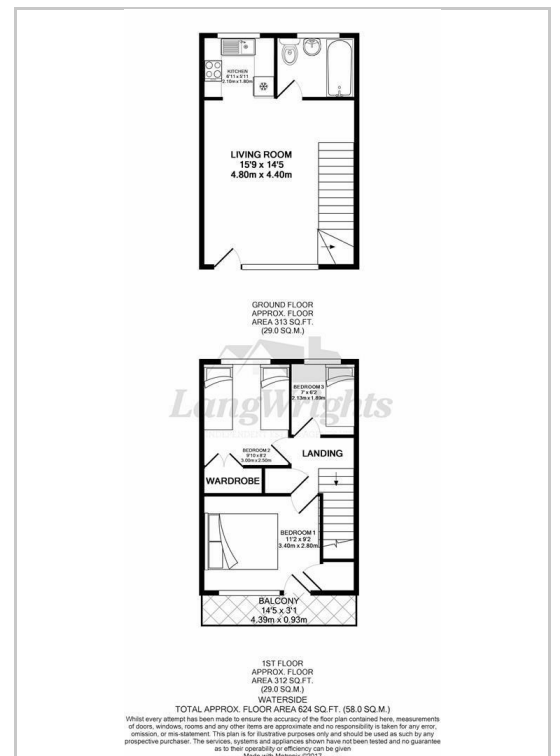 KITCHEN
6'11 x 5'11
2.10m x 1.80m
LIVING ROOM
15'9 x 14'5
4.80m x 4.40m
GROUND FLOOR
APPROX. FLOOR
AREA 313 SQ.FT.
(29.0 SQ.M.)
LangWrights
BEDROOM 3
7' x 6'2
2.13m x 1.89m
BEDROOM 2
9'10 x 8'2
3.00m x 2.50m
LANDING
WARDROBE
BEDROOM 1
11'2 x 9'2
3.40m x 2.80m
BALCONY
14'5 x 3'1
4.39m x 0.93m
1ST FLOOR
APPROX. FLOOR
AREA 312 SQ.FT.
(29.0 SQ.M.)
WATERSIDE
TOTAL APPROX. FLOOR AREA 624 SQ.FT. (58.0 SQ.M.)
Whilst every attempt has been made to ensure the accuracy of the floor plan contained here, measurements
of doors, windows, rooms and any other items are approximate and no responsibility is taken for any error,
omission, or mis-statement. This plan is for illustrative purposes only and should be used as such by any
prospective purchaser. The services, systems and appliances shown have not been tested and no guarantee
as to their operability or efficiency can be given
Made with Metropix ©2017